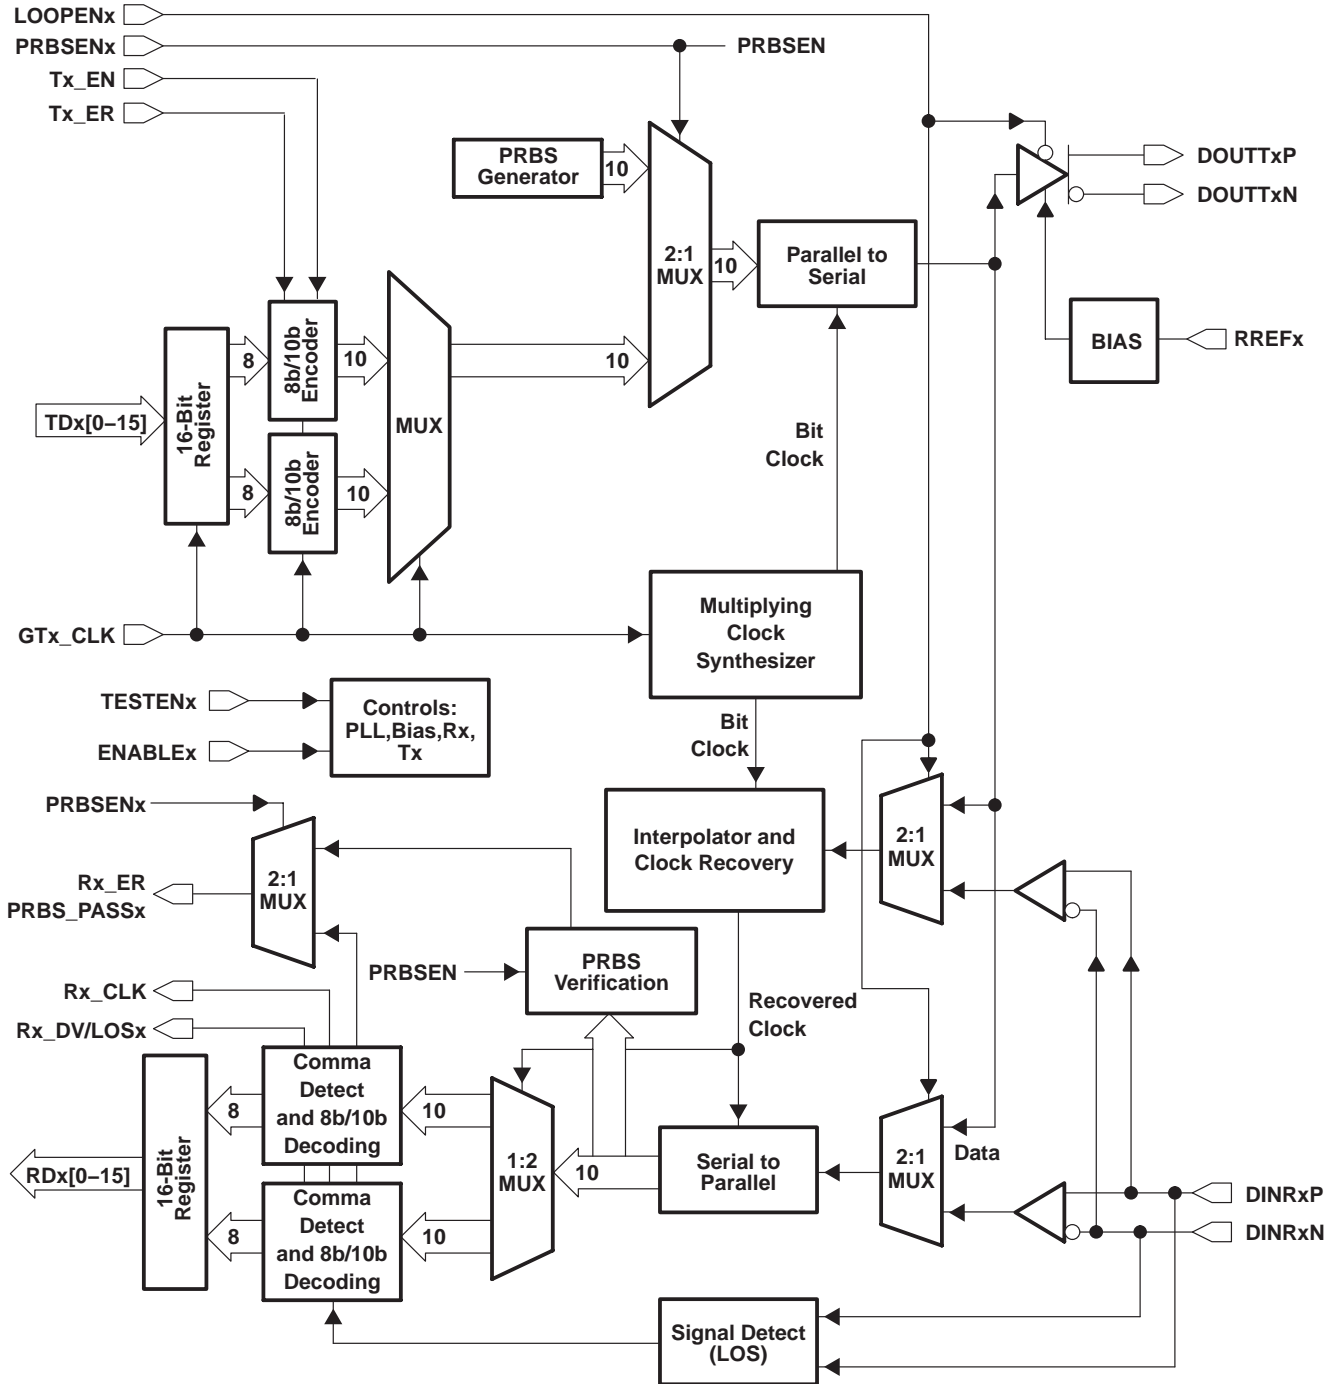 LOOPENx
PRBSENx
PRBSEN
Tx_EN
Tx_ER
PRBS
Generator
10
DOUTTxP
DOUTTxN
2:1
MUX
10
Parallel to
Serial
BIAS
RREFx
TDx[0–15]
16-Bit
Register
8
8b/10b
Encoder
10
MUX
10
8
8b/10b
Encoder
10
Bit
Clock
GTx_CLK
Multiplying
Clock
Synthesizer
TESTENx
ENABLEx
Controls:
PLL,Bias,Rx,
Tx
Bit
Clock
PRBSENx
2:1
MUX
Rx_ER
PRBS_PASSx
Interpolator and
Clock Recovery
2:1
MUX
PRBSEN
PRBS
Verification
Rx_CLK
Rx_DV/LOSx
Recovered
Clock
RDx[0–15]
16-Bit
Register
8
Comma
Detect
and 8b/10b
Decoding
10
8
Comma
Detect
and 8b/10b
Decoding
10
1:2
MUX
10
Serial to
Parallel
2:1
MUX
Data
DINRxP
DINRxN
Signal Detect
(LOS)